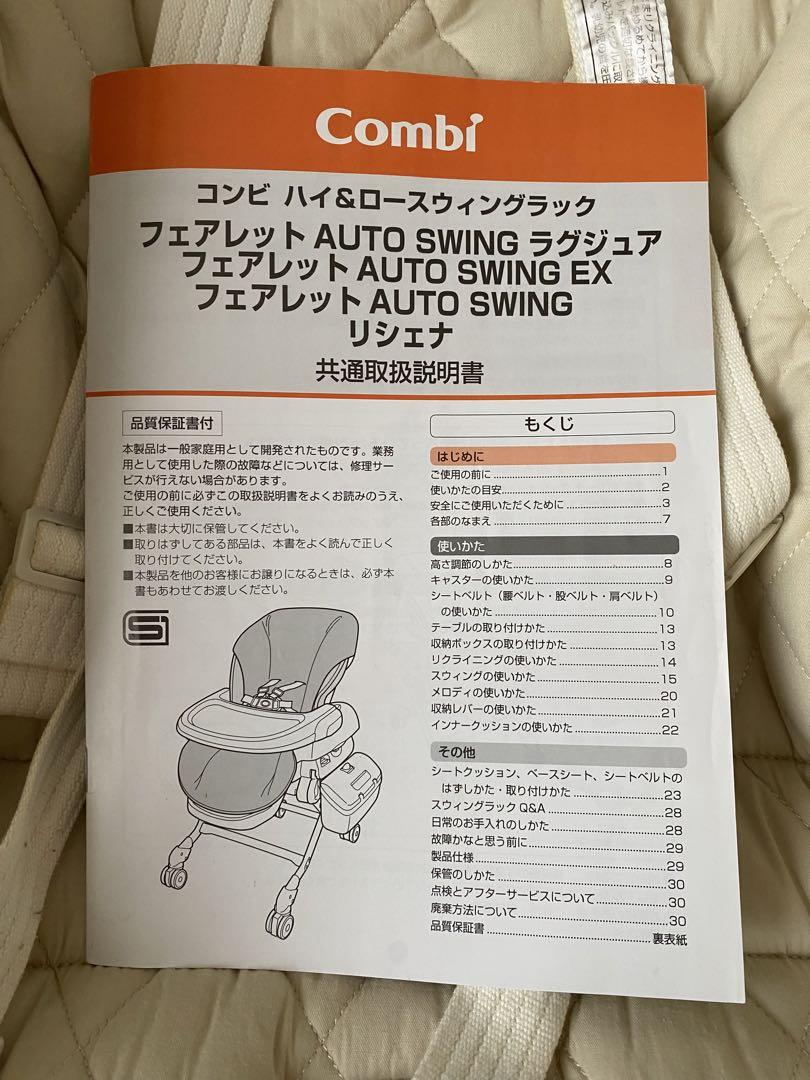 Combi
コンビ ハイ&ロースウィングラック
フェアレット AUTO SWING ラグジュア
フェアレット AUTO SWING EX
フェアレット AUTO SWING
リシェナ
共通取扱説明書
品質保証書付
本製品は一般家庭用として開発されたものです。業務
用として使用した際の故障などについては、修理サー
ビスが行えない場合があります。
ご使用の前に必ずこの取扱説明書をよくお読みのうえ、
正しくご使用ください。
■本書は大切に保管してください。
■取りはずしてある部品は、本書をよく読んで正しく
取り付けてください。
■本製品を他のお客様にお譲りになるときは、必ず本
書もあわせてお渡しください。
もくじ
はじめに
ご使用の前に................1
使いかたの目安................2
安全にご使用いただくために................3
各部のなまえ................7
使いかた
高さ調節のしかた................8
キャスターの使いかた................9
シートベルト（腰ベルト・股ベルト・肩ベルト）
の使いかた................10
テーブルの取り付けかた................13
収納ボックスの取り付けかた................13
リクライニングの使いかた................14
スウィングの使いかた................15
メロディの使いかた................20
収納レバーの使いかた................21
インナークッションの使いかた................22
その他
シートクッション、ベースシート、シートベルトの
はずしかた・取り付けかた................23
スウィングラック Q&A................28
日常のお手入れのしかた................28
故障かなと思う前に................29
製品仕様................29
保管のしかた................30
点検とアフターサービスについて................30
廃棄方法について................30
品質保証書................裏表紙